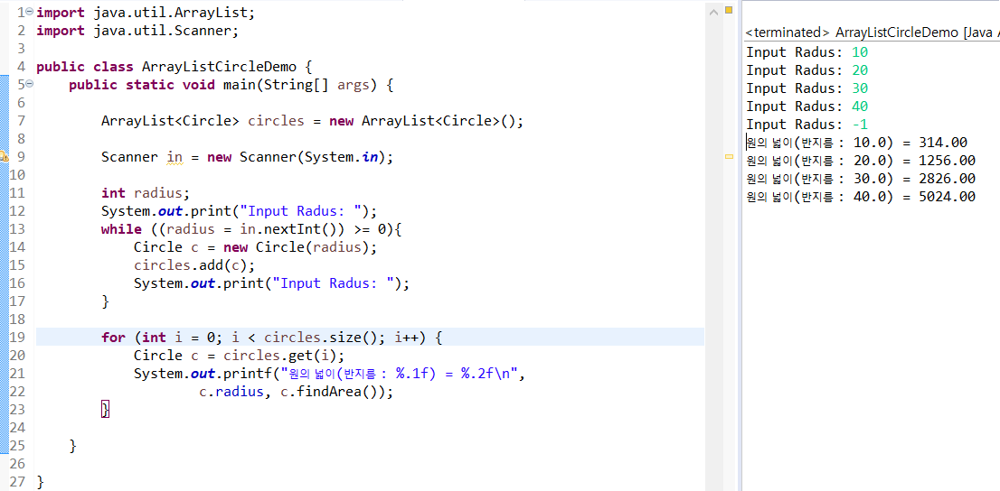 1 import java.util.ArrayList;
2 import java.util.Scanner;
3
4 public class ArrayListCircleDemo {
5 public static void main(String[] args) {
6
7 ArrayList<Circle> circles = new ArrayList<Circle>();
8
9 Scanner in = new Scanner(System.in);
10
11 int radius;
12 System.out.print("Input Radus: ");
13 while ((radius = in.nextInt()) >= 0){
14 Circle c = new Circle(radius);
15 circles.add(c);
16 System.out.print("Input Radus: ");
17 }
18
19 for (int i = 0; i < circles.size(); i++) {
20 Circle c = circles.get(i);
21 System.out.printf("원의 넓이(반지름 : %.1f) = %.2f\n",
22 c.radius, c.findArea());
23 }
24
25 }
26
27 }
<terminated> ArrayListCircleDemo [Java A
Input Radus: 10
Input Radus: 20
Input Radus: 30
Input Radus: 40
Input Radus: -1
원의 넓이(반지름 : 10.0) = 314.00
원의 넓이(반지름 : 20.0) = 1256.00
원의 넓이(반지름 : 30.0) = 2826.00
원의 넓이(반지름 : 40.0) = 5024.00